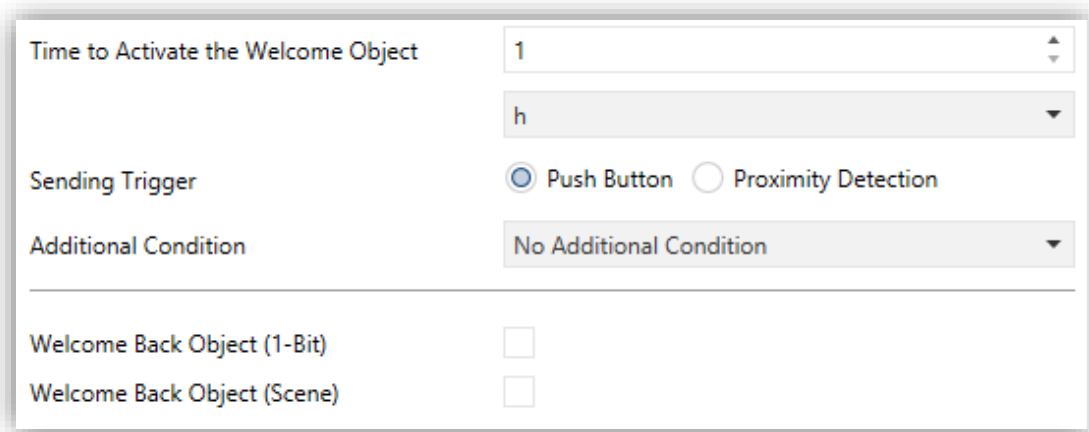 Time to Activate the Welcome Object 1
h
Sending Trigger Push Button Proximity Detection
Additional Condition No Additional Condition
Welcome Back Object (1-Bit)
Welcome Back Object (Scene)